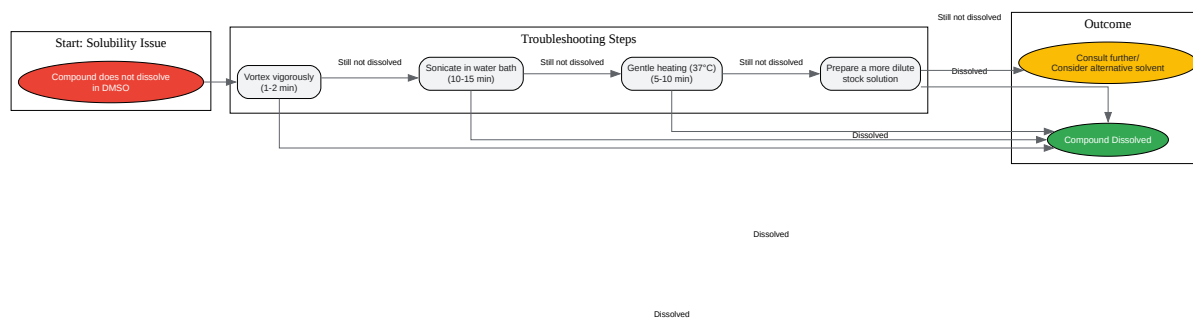 Still not dissolved
Start: Solubility Issue
Troubleshooting Steps
Outcome
Compound does not dissolve
in DMSO
Vortex vigorously
(1-2 min)
Still not dissolved
Sonicate in water bath
(10-15 min)
Still not dissolved
Gentle heating (37°C)
(5-10 min)
Still not dissolved
Prepare a more dilute
stock solution
Dissolved
Consult further/
Consider alternative solvent
Dissolved
Compound Dissolved
Dissolved
Dissolved